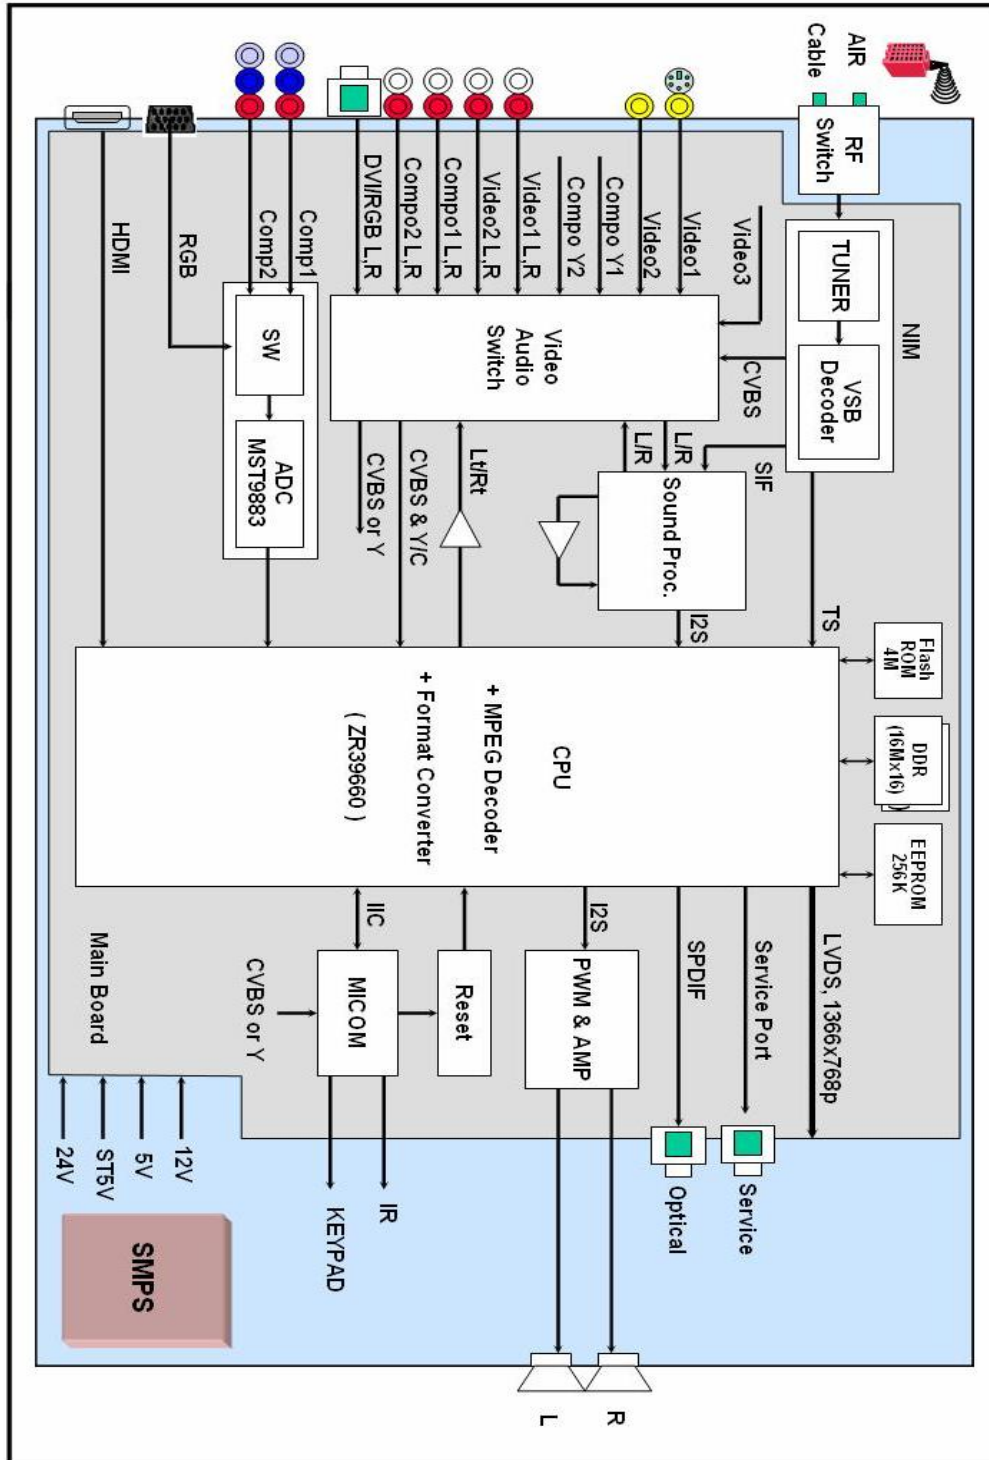 AIR
Cable
RF
Switch
TUNER
VSB
Decoder
NIM
Video3
CVBS
SIF
TS
Video1
Video2
Compo Y1
Compo Y2
Video1 L,R
Video2 L,R
Compo1 L,R
Compo2 L,R
DVI/RGB L,R
Comp1
Comp2
RGB
HDMI
Video
Audio
Switch
SW
ADC
MST9883
L/R
L/R
Sound Proc.
I2S
Lt/Rt
CVBS & Y/C
CVBS or Y
Flash
ROM
4M
DDR
(16Mx16)
)
EEPROM
256K
CPU
+ MPEG Decoder
+ Format Converter
( ZR39660 )
LVDS, 1366x768p
Service Port
SPDIF
I2S
PWM & AMP
Reset
IIC
MICOM
CVBS or Y
Main Board
Service
Optical
IR
KEYPAD
12V
5V
ST5V
24V
SMPS
R
L